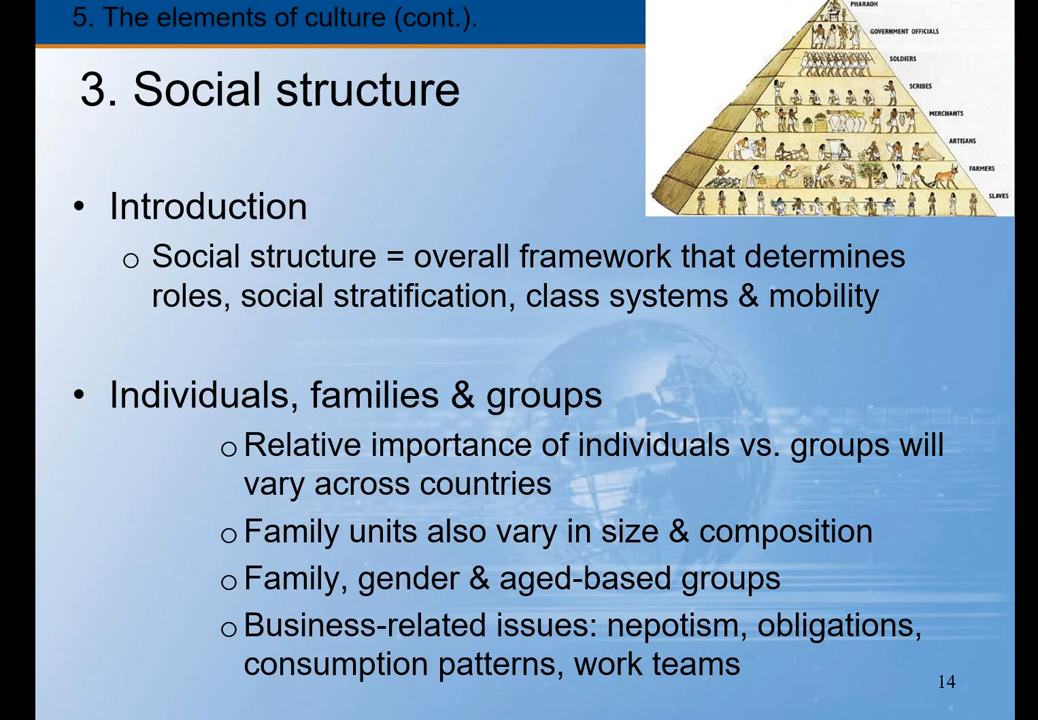 5. The elements of culture (cont.).
PHARAOH
GOVERNMENT OFFICIALS
SOLDIERS
SCRIBES
MERCHANTS
ARTISANS
FARMERS
SLAVES
3. Social structure
• Introduction
o Social structure = overall framework that determines
roles, social stratification, class systems & mobility
• Individuals, families & groups
o Relative importance of individuals vs. groups will
vary across countries
o Family units also vary in size & composition
o Family, gender & aged-based groups
o Business-related issues: nepotism, obligations,
consumption patterns, work teams
14